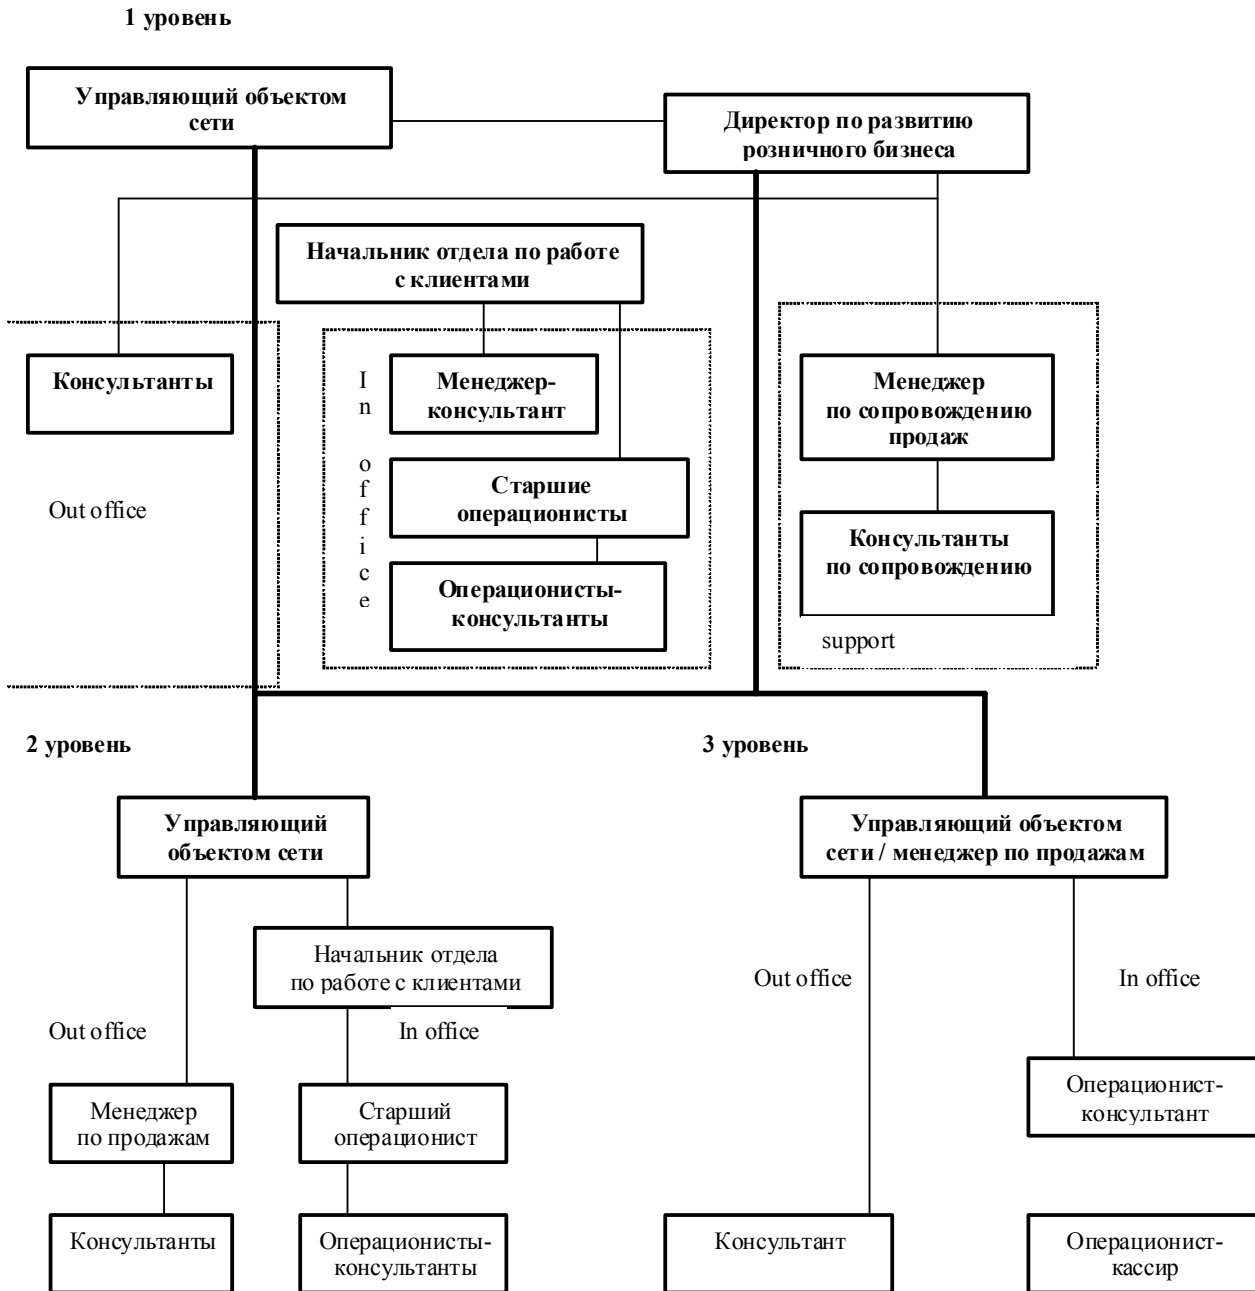 1 уровень
Управляющий объектом
сети
Директор по развитию
розничного бизнеса
Начальник отдела по работе
с клиентами
Консультанты
Out office
In office
Менеджер-
консультант
Старшие
операционисты
Операционисты-
консультанты
Менеджер
по сопровождению
продаж
Консультанты
по сопровождению
support
2 уровень
3 уровень
Управляющий
объектом сети
Начальник отдела
по работе с клиентами
Out office
In office
Менеджер
по продажам
Старший
операционист
Консультанты
Операционисты-
консультанты
Управляющий объектом
сети / менеджер по продажам
Out office
In office
Операционист-
консультант
Консультант
Операционист-
кассир